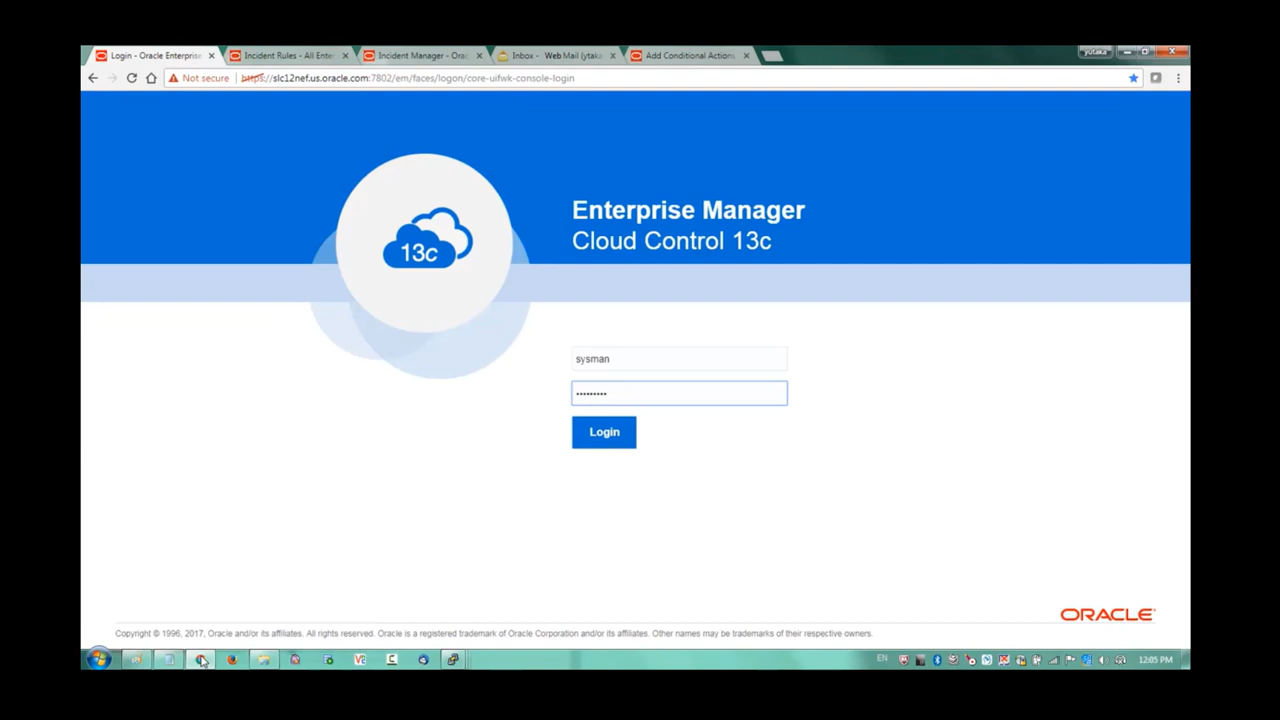 Login - Oracle Enterprise
Incident Rules - All Ente
Incident Manager - Orac
Inbox - Web Mail (ytaka
Add Conditional Actions
yutaka
Not secure
https://slc12nef.us.oracle.com:7802/em/faces/logon/core-uifwk-console-login
13c
Enterprise Manager
Cloud Control 13c
sysman
•••••••••
Login
ORACLE
Copyright © 1996, 2017, Oracle and/or its affiliates. All rights reserved. Oracle is a registered trademark of Oracle Corporation and/or its affiliates. Other names may be trademarks of their respective owners.
EN
12:05 PM